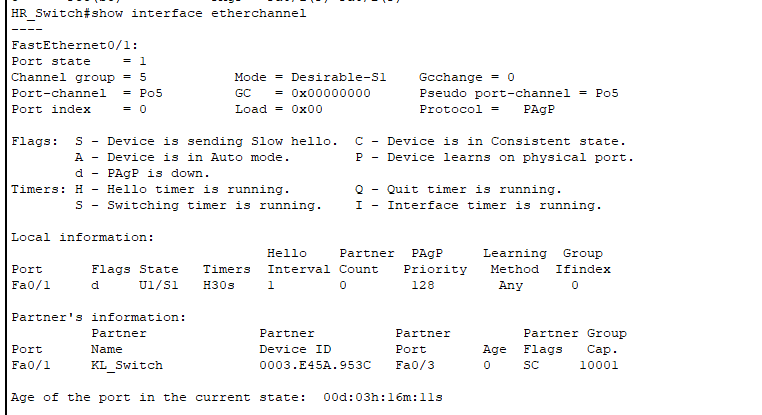 HR_Switch#show interface etherchannel
----
FastEthernet0/1:
Port state    = 1
Channel group = 5           Mode = Desirable-Sl    Gcchange = 0
Port-channel  = Po5         GC   = 0x00000000      Pseudo port-channel = Po5
Port index    = 0           Load = 0x00            Protocol =   PAgP
Flags:  S - Device is sending Slow hello.  C - Device is in Consistent state.
        A - Device is in Auto mode.        P - Device learns on physical port.
        d - PAgP is down.
Timers: H - Hello timer is running.        Q - Quit timer is running.
        S - Switching timer is running.    I - Interface timer is running.
Local information:
                                Hello    Partner  PAgP     Learning  Group
Port      Flags State   Timers  Interval Count   Priority   Method  Ifindex
Fa0/1     d     U1/S1   H30s    1        0        128        Any      0
Partner's information:
          Partner              Partner          Partner         Partner Group
Port      Name                 Device ID        Port       Age  Flags   Cap.
Fa0/1     KL_Switch            0003.E45A.953C   Fa0/3      0    SC      10001
Age of the port in the current state:  00d:03h:16m:11s